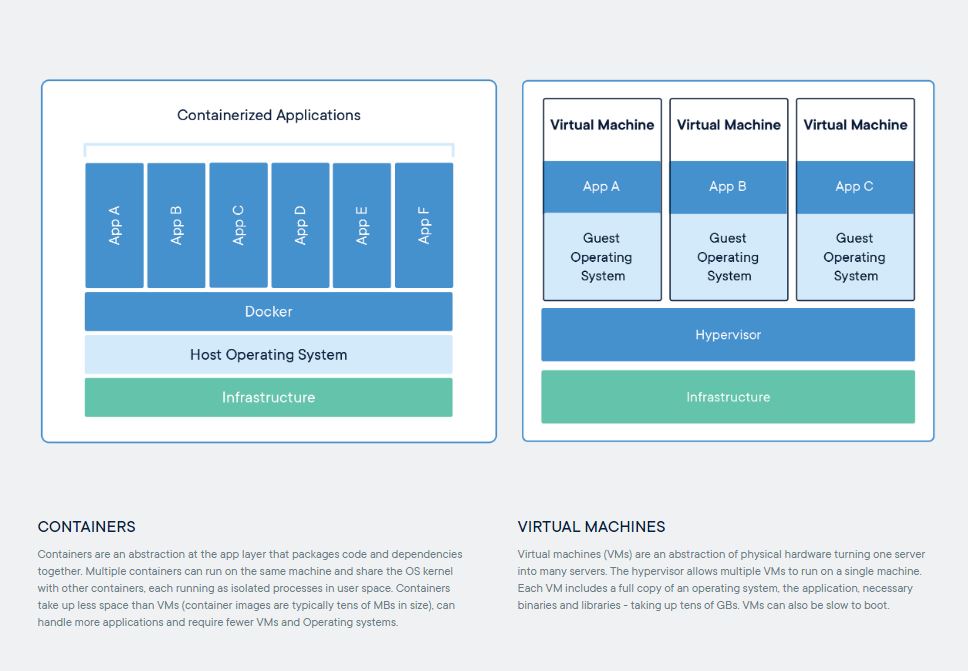 Containerized Applications
App A
App B
App C
App D
App E
App F
Docker
Host Operating System
Infrastructure
Virtual Machine
App A
Guest
Operating
System
Virtual Machine
App B
Guest
Operating
System
Virtual Machine
App C
Guest
Operating
System
Hypervisor
Infrastructure
CONTAINERS
Containers are an abstraction at the app layer that packages code and dependencies
together. Multiple containers can run on the same machine and share the OS kernel
with other containers, each running as isolated processes in user space. Containers
take up less space than VMs (container images are typically tens of MBs in size), can
handle more applications and require fewer VMs and Operating systems.
VIRTUAL MACHINES
Virtual machines (VMs) are an abstraction of physical hardware turning one server
into many servers. The hypervisor allows multiple VMs to run on a single machine.
Each VM includes a full copy of an operating system, the application, necessary
binaries and libraries - taking up tens of GBs. VMs can also be slow to boot.